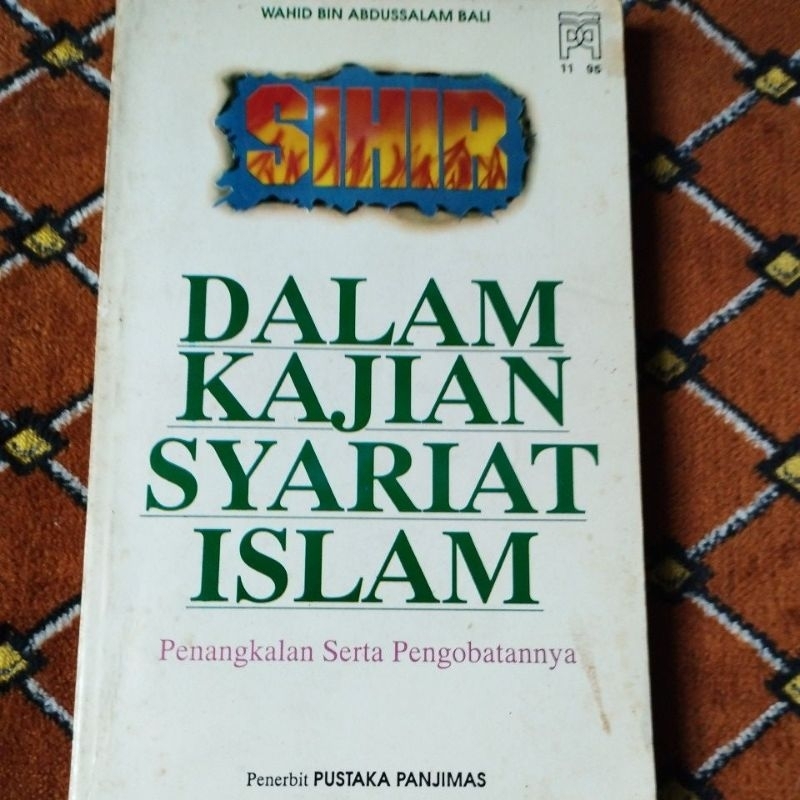 WAHID BIN ABDUSSALAM BALI
11 95
SIHIR
DALAM
KAJIAN
SYARIAT
ISLAM
Penangkalan Serta Pengobatannya
Penerbit PUSTAKA PANJIMAS